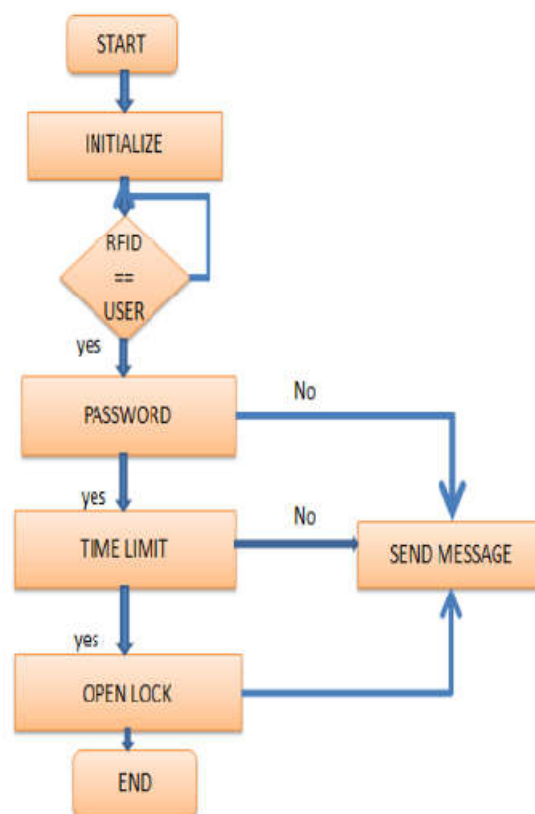 START
INITIALIZE
RFID
==
USER
yes
PASSWORD
No
yes
TIME LIMIT
No
SEND MESSAGE
yes
OPEN LOCK
END